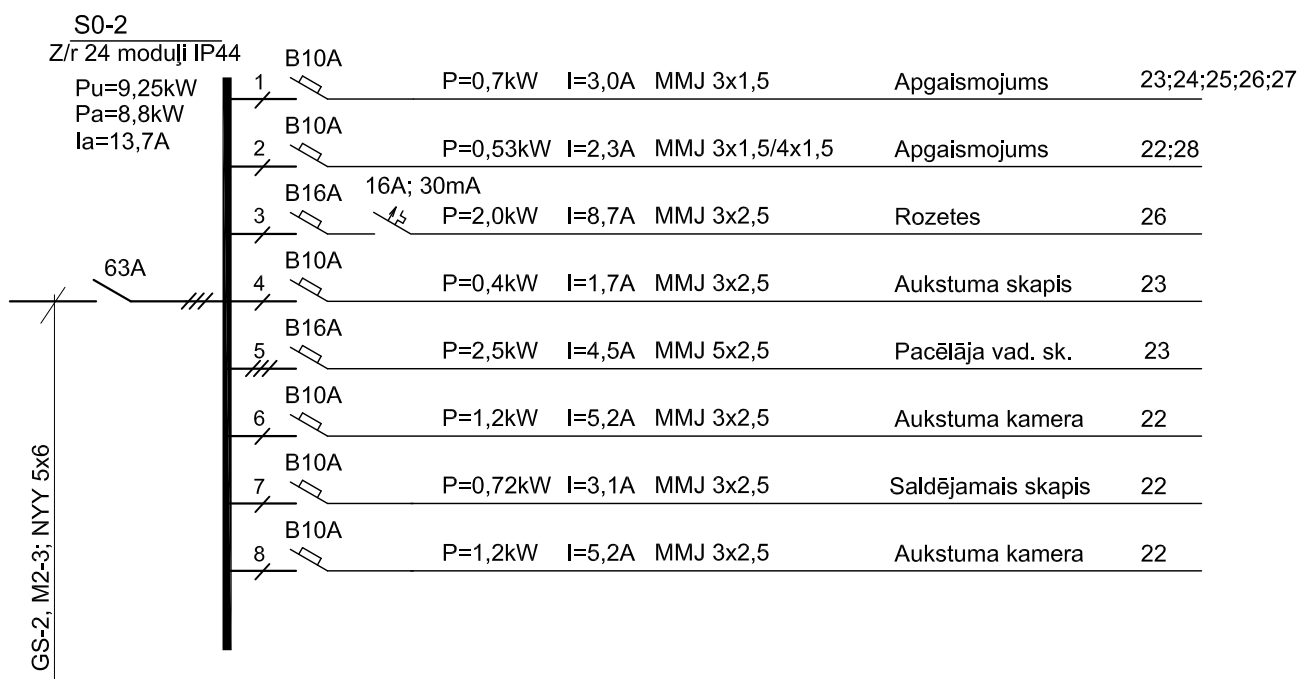 S0-2
Z/r 24 moduļi IP44
Pu=9,25kW
Pa=8,8kW
Ia=13,7A
B10A
1 P=0,7kW I=3,0A MMJ 3x1,5 Apgaismojums 23;24;25;26;27
B10A
2 P=0,53kW I=2,3A MMJ 3x1,5/4x1,5 Apgaismojums 22;28
B16A 16A; 30mA
3 P=2,0kW I=8,7A MMJ 3x2,5 Rozetes 26
63A
B10A
4 P=0,4kW I=1,7A MMJ 3x2,5 Aukstuma skapis 23
B16A
5 P=2,5kW I=4,5A MMJ 5x2,5 Pacēlāja vad. sk. 23
B10A
6 P=1,2kW I=5,2A MMJ 3x2,5 Aukstuma kamera 22
B10A
7 P=0,72kW I=3,1A MMJ 3x2,5 Saldējamais skapis 22
B10A
8 P=1,2kW I=5,2A MMJ 3x2,5 Aukstuma kamera 22
GS-2, M2-3; NYY 5x6